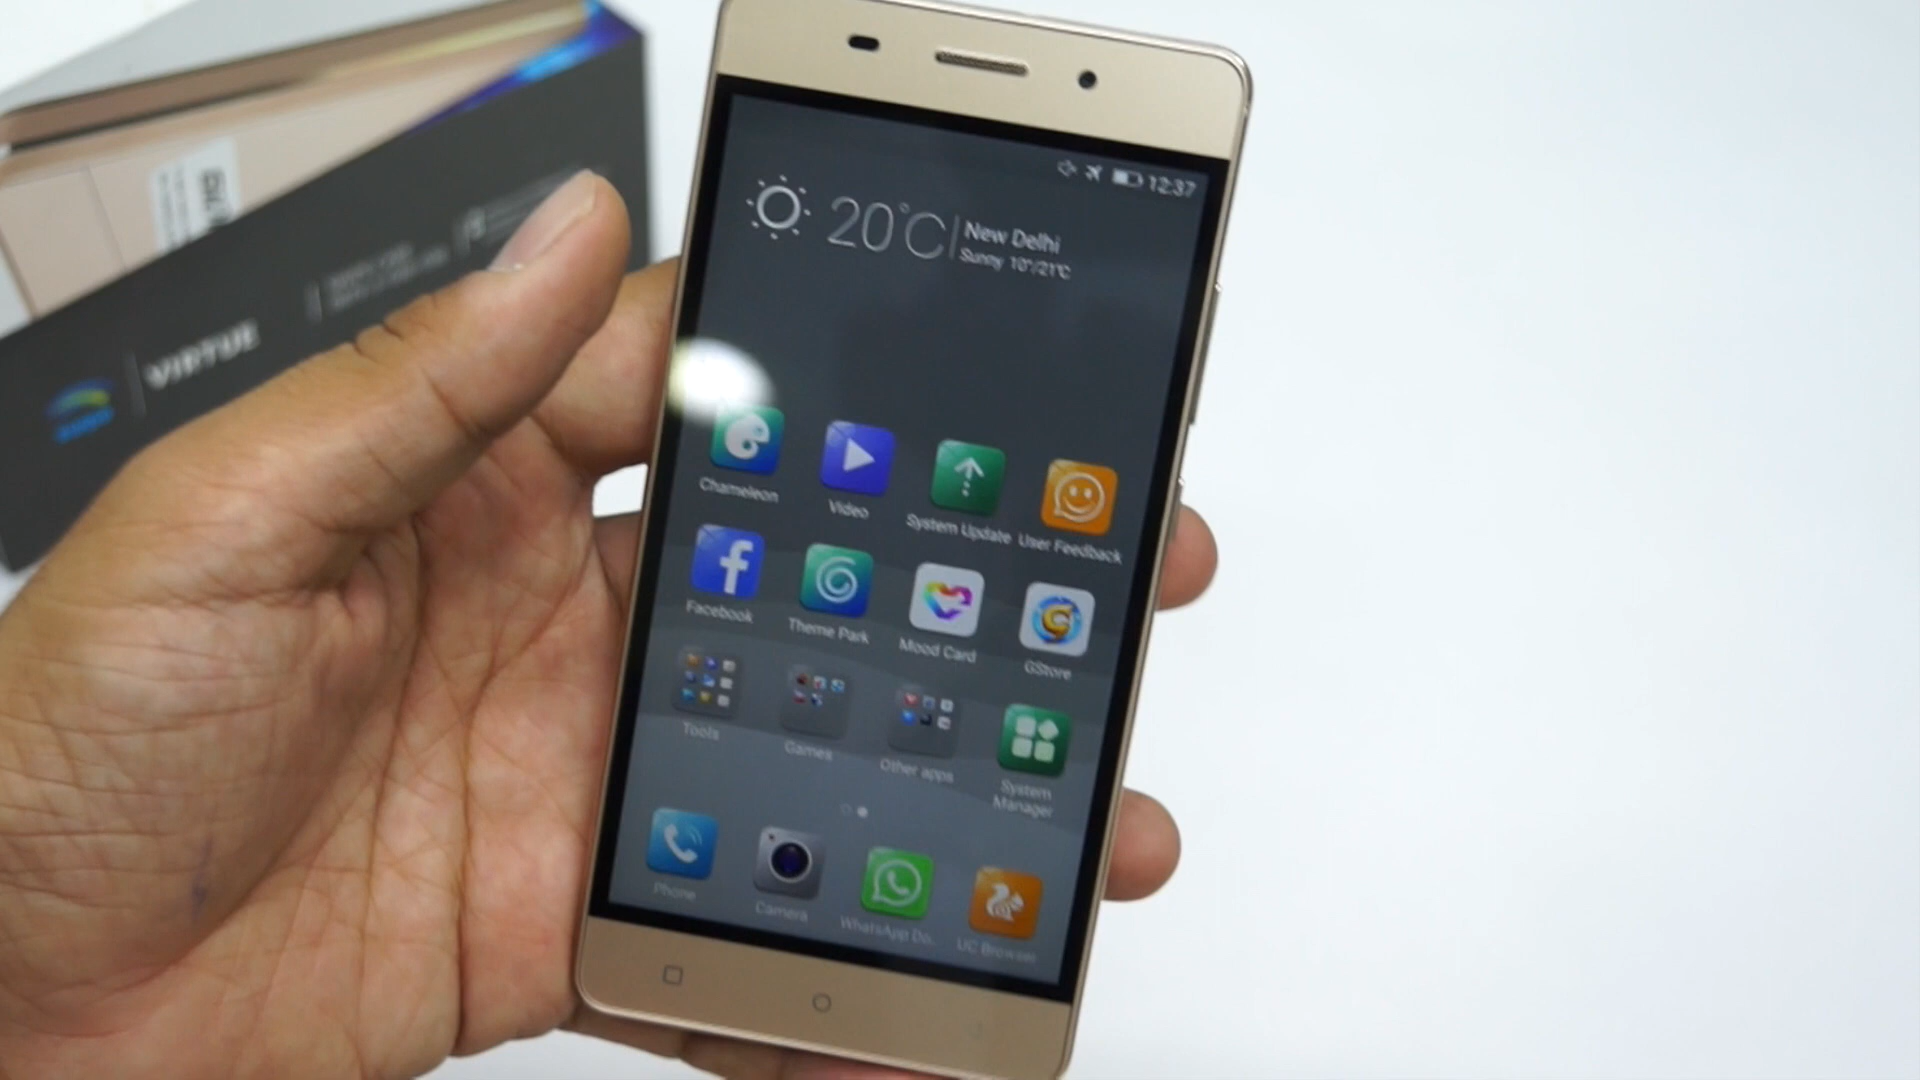 VIRTUE
12:37
20°C
New Delhi
Sunny 10°/21°C
Chameleon
Video
System Update
User Feedback
Facebook
Theme Park
Mood Card
GStore
Tools
Games
Other apps
System
Manager
Phone
Camera
WhatsApp Do..
UC Browser